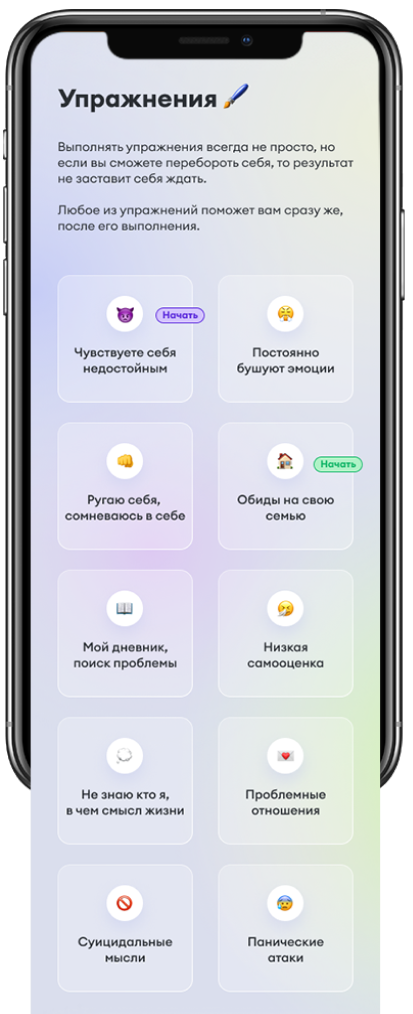 Упражнения
Выполнять упражнения всегда не просто, но
если вы сможете перебороть себя, то результат
не заставит себя ждать.
Любое из упражнений поможет вам сразу же,
после его выполнения.
Начать
Чувствуете себя
недостойным
Постоянно
бушуют эмоции
Ругаю себя,
сомневаюсь в себе
Начать
Обиды на свою
семью
Мой дневник,
поиск проблемы
Низкая
самооценка
Не знаю кто я,
в чем смысл жизни
Проблемные
отношения
Суицидальные
мысли
Панические
атаки